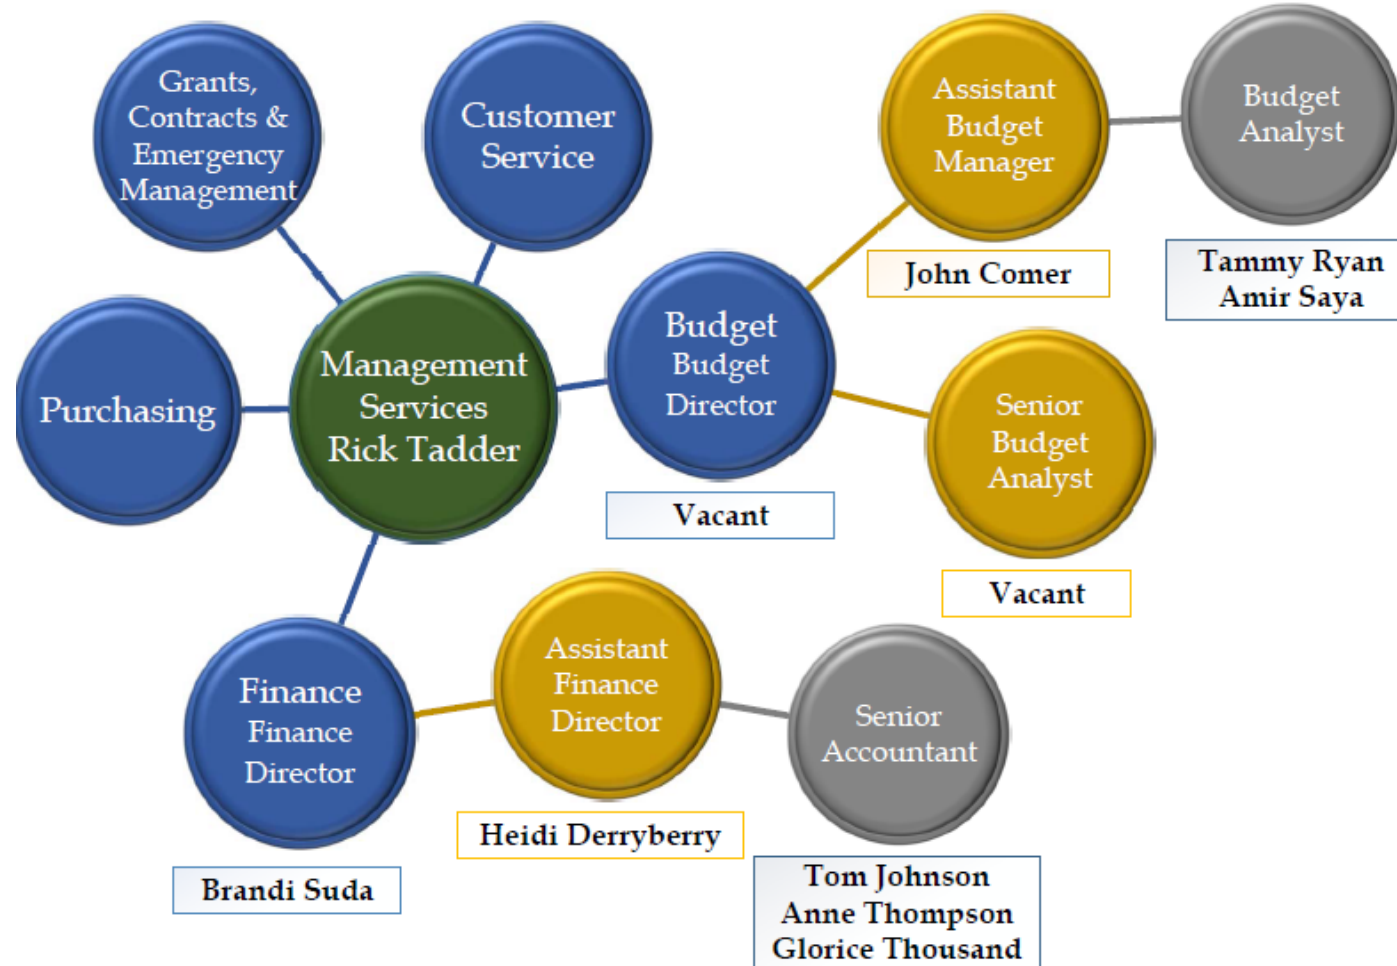 Grants,
Contracts &
Emergency
Management
Customer
Service
Assistant
Budget
Manager
John Comer
Budget
Analyst
Tammy Ryan
Amir Saya
Purchasing
Management
Services
Rick Tadder
Budget
Budget
Director
Vacant
Senior
Budget
Analyst
Vacant
Finance
Finance
Director
Brandi Suda
Assistant
Finance
Director
Heidi Derryberry
Senior
Accountant
Tom Johnson
Anne Thompson
Glorice Thousand